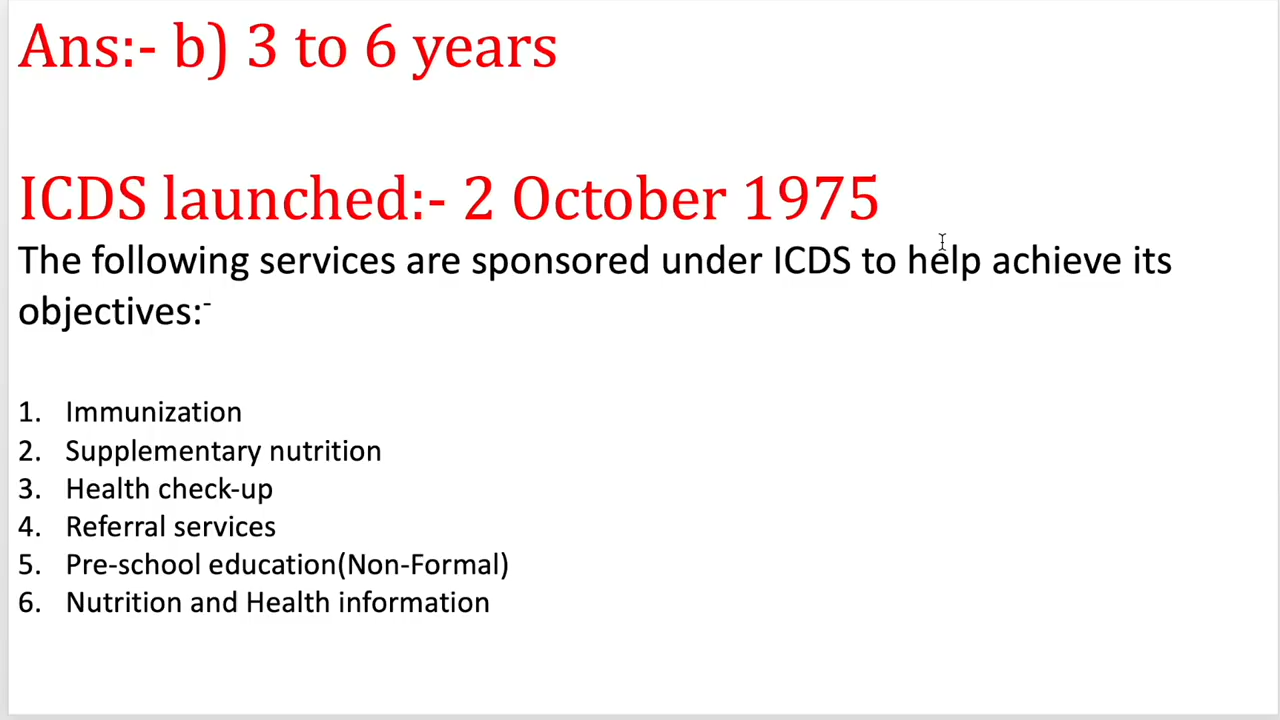 Ans:- b) 3 to 6 years
ICDS launched:- 2 October 1975
The following services are sponsored under ICDS to help achieve its
objectives:-
1. Immunization
2. Supplementary nutrition
3. Health check-up
4. Referral services
5. Pre-school education(Non-Formal)
6. Nutrition and Health information